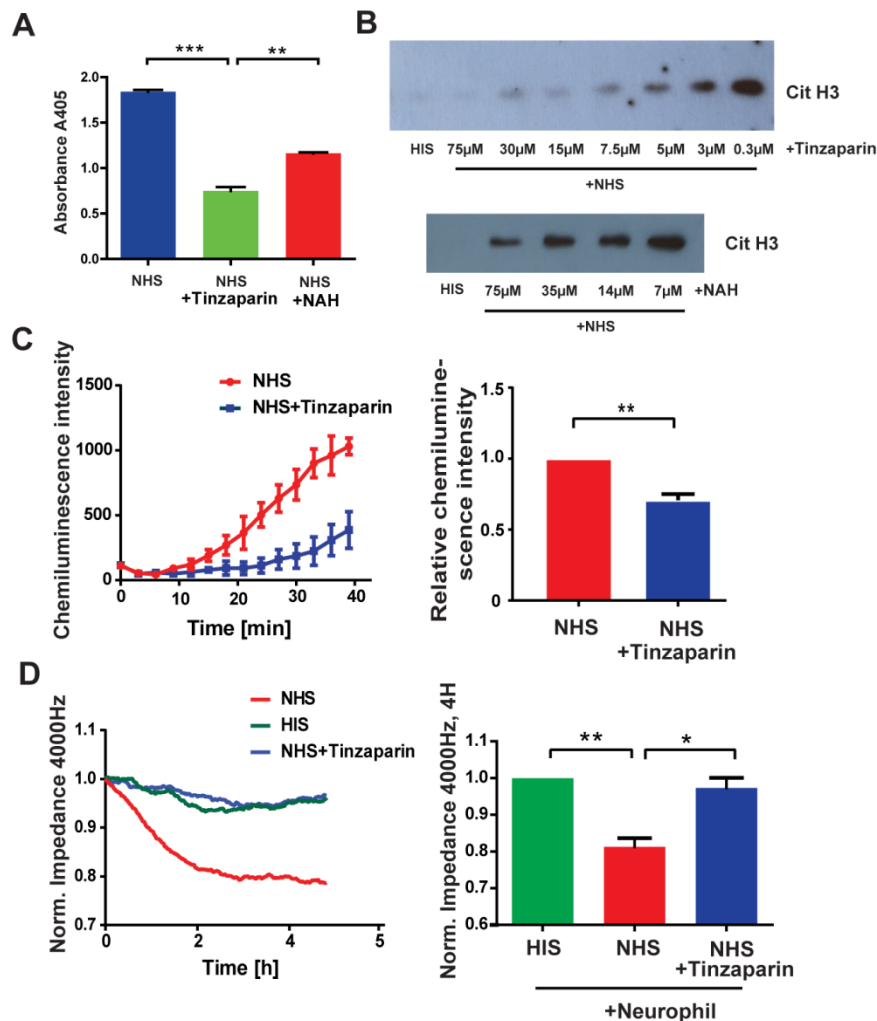 A
***
**
Absorbance A405
2.0
1.5
1.0
0.5
0.0
NHS
NHS
+Tinzaparin
NHS
+NAH
B
Cit H3
HIS 75µM 30µM 15µM 7.5µM 5µM 3µM 0.3µM +Tinzaparin
+NHS
Cit H3
HIS 75µM 35µM 14µM 7µM +NAH
+NHS
C
Chemiluminescence intensity
1500
1000
500
0
NHS
NHS+Tinzaparin
0 10 20 30 40
Time [min]
Relative chemilumine-
scence intensity
1.5
1.0
0.5
0
**
NHS
NHS
+Tinzaparin
D
Norm. Impedance 4000Hz
1.1
1.0
0.9
0.8
0.7
NHS
HIS
NHS+Tinzaparin
0 2 4 5
Time [h]
Norm. Impedance 4000Hz, 4H
1.1
1.0
0.9
0.8
0.6
**
*
HIS
NHS
NHS
+Tinzaparin
+Neurophil